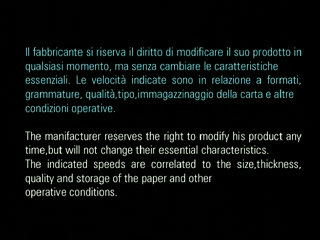 Il fabbricante si riserva il diritto di modificare il suo prodotto in
qualsiasi momento, ma senza cambiare le caratteristiche
essenziali. Le velocità indicate sono in relazione a formati,
grammature, qualità,tipo,immagazzinaggio della carta e altre
condizioni operative.
The manifacturer reserves the right to modify his product any
time,but will not change their essential characteristics.
The indicated speeds are correlated to the size,thickness,
quality and storage of the paper and other
operative conditions.